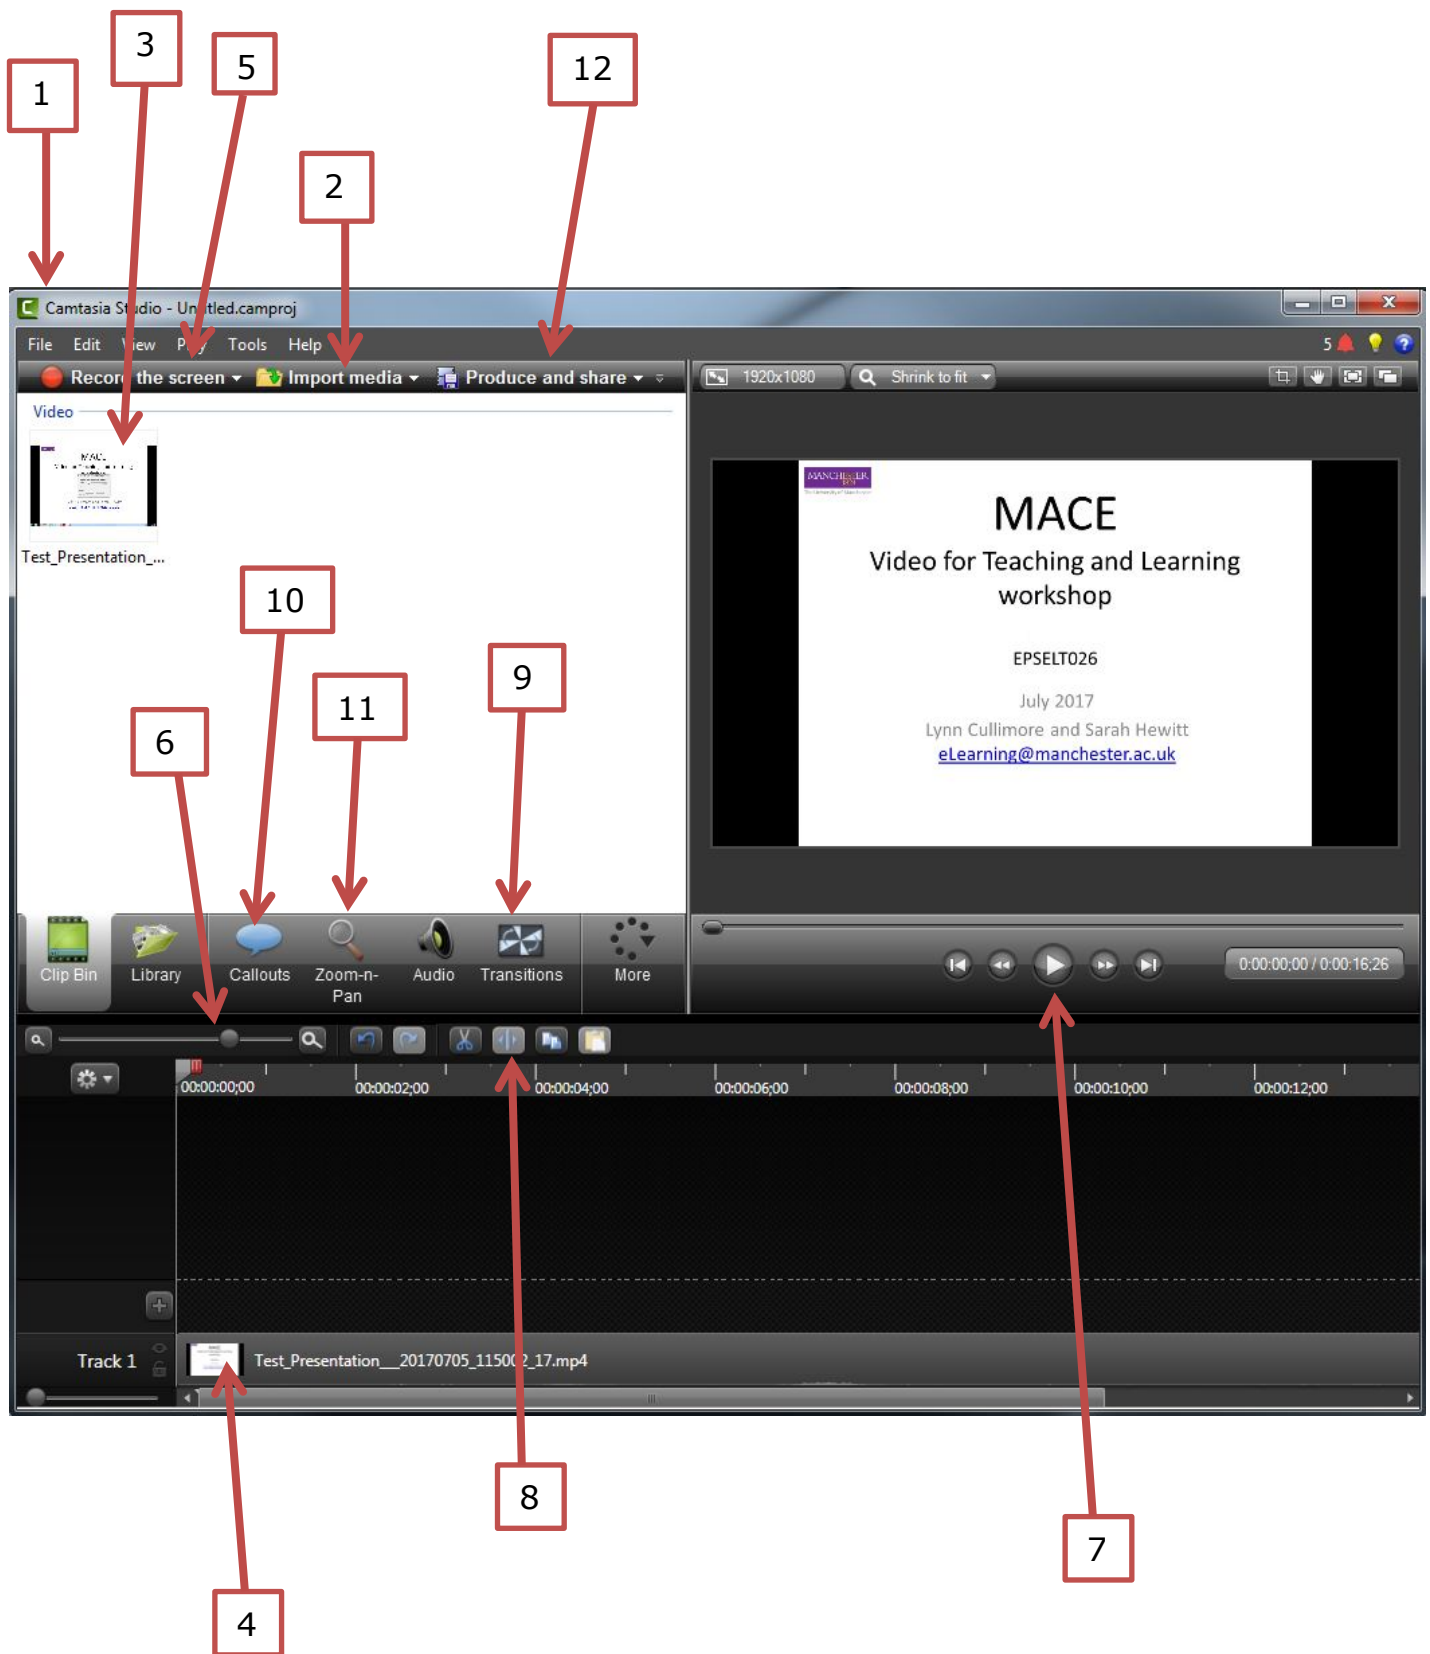 3
5
12
1
2
Camtasia Studio - Untitled.camproj
File Edit View Play Tools Help
5
Record the screen
Import media
Produce and share
1920x1080
Shrink to fit
Video
MACE
Test_Presentation_...
MANCHESTER
1824
MACE
Video for Teaching and Learning
workshop
EPSELT026
July 2017
Lynn Cullimore and Sarah Hewitt
eLearning@manchester.ac.uk
10
11
9
6
Clip Bin
Library
Callouts
Zoom-n-
Pan
Audio
Transitions
More
0:00:00;00 / 0:00:16;26
00:00:00;00
00:00:02;00
00:00:04;00
00:00:06;00
00:00:08;00
00:00:10;00
00:00:12;00
Track 1
Test_Presentation__20170705_115002_17.mp4
8
7
4